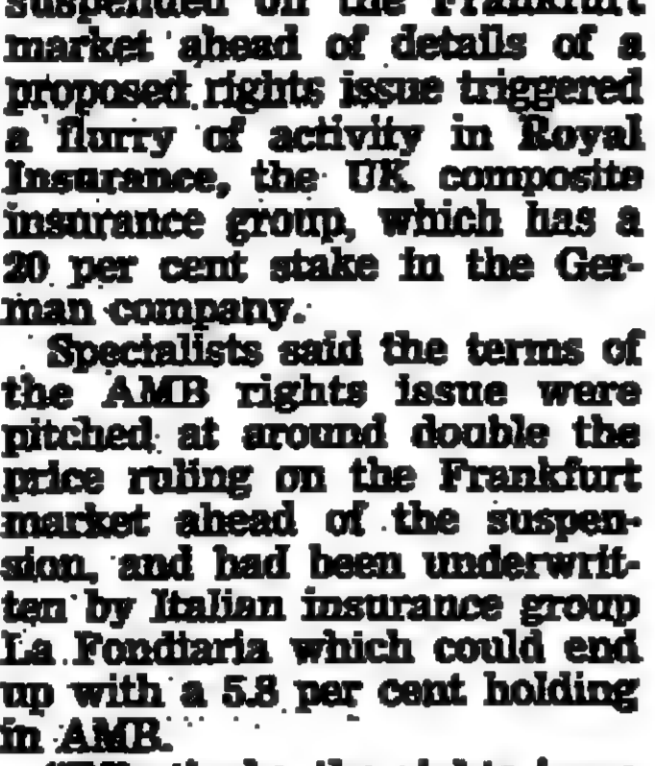 suspended on the Frankfurt
market ahead of details of a
proposed rights issue triggered
a flurry of activity in Royal
Insurance, the UK composite
insurance group, which has a
20 per cent stake in the Ger-
man company.
Specialists said the terms of
the AMB rights issue were
pitched at around double the
price ruling on the Frankfurt
market ahead of the suspen-
sion, and had been underwrit-
ten by Italian insurance group
La Fondiaria which could end
up with a 5.8 per cent holding
in AMB.